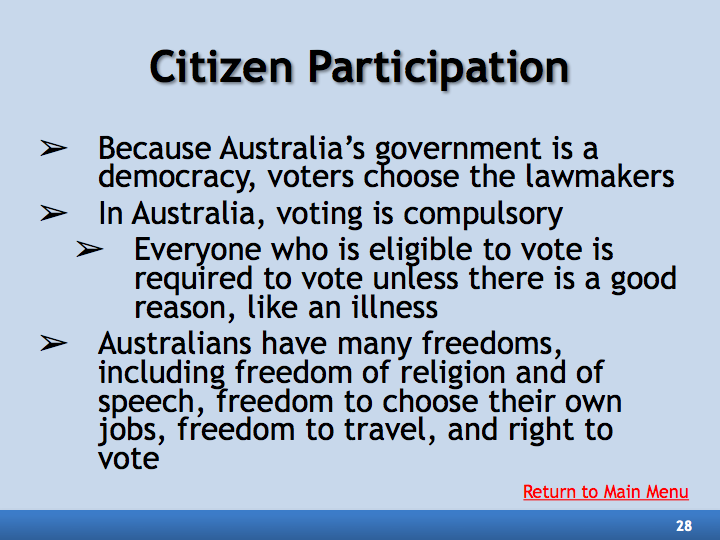 Citizen Participation
➢ Because Australia’s government is a
democracy, voters choose the lawmakers
➢ In Australia, voting is compulsory
➢ Everyone who is eligible to vote is
required to vote unless there is a good
reason, like an illness
➢ Australians have many freedoms,
including freedom of religion and of
speech, freedom to choose their own
jobs, freedom to travel, and right to
vote
Return to Main Menu
28